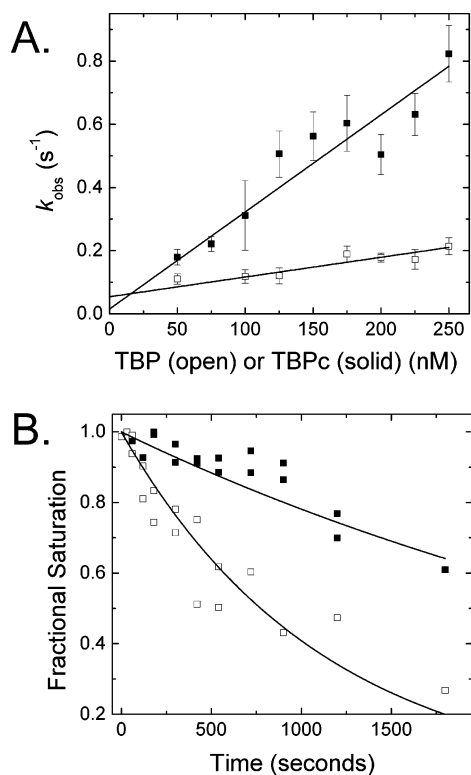 A.
k_obs (s⁻¹)
0.8
0.6
0.4
0.2
0.0
0 50 100 150 200 250
TBP (open) or TBPc (solid) (nM)
B.
Fractional Saturation
1.0
0.8
0.6
0.4
0.2
0 500 1000 1500
Time (seconds)